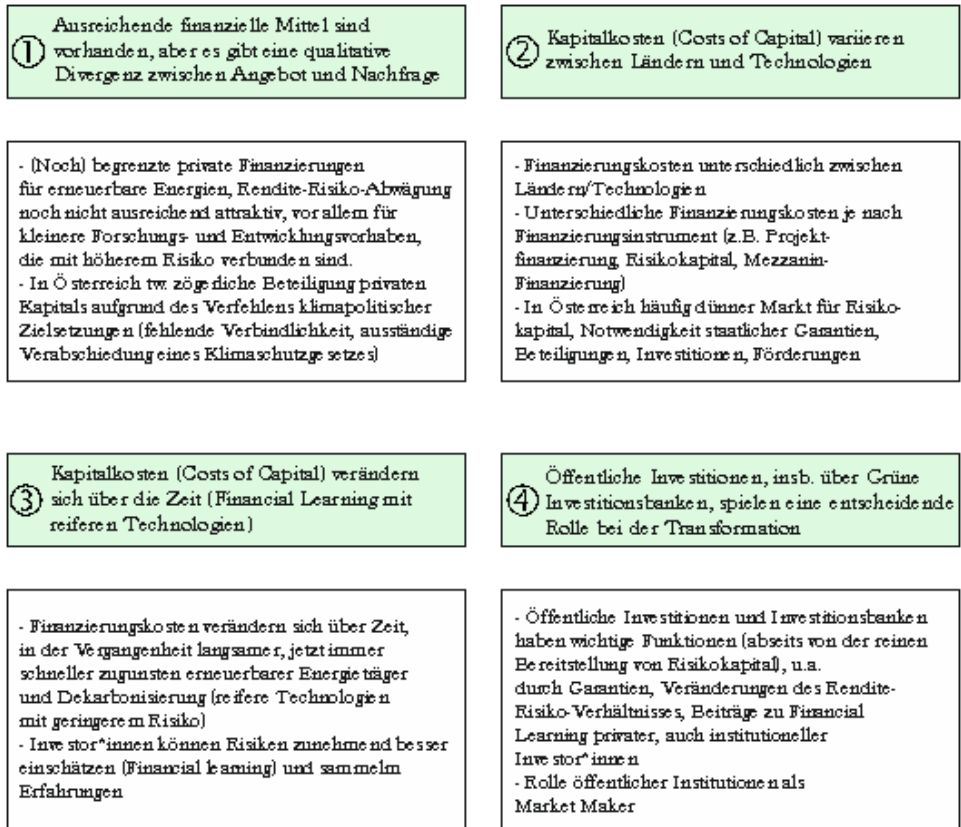 Ausreichende finanzielle Mittel sind
① vorhanden, aber es gibt eine qualitative
Divergenz zwischen Angebot und Nachfrage
- (Noch) begrenzte private Finanzierungen
für erneuerbare Energien, Rendite-Risiko-Abwägung
noch nicht ausreichend attraktiv, vor allem für
kleinere Forschungs- und Entwicklungsvorhaben,
die mit höherem Risiko verbunden sind.
- In Österreich tw. zögerliche Beteiligung privaten
Kapitals aufgrund des Verfehlens klimapolitischer
Zielsetzungen (fehlende Verbindlichkeit, ausständige
Verabschiedung eines Klimaschutzgesetzes)
② Kapitalkosten (Costs of Capital) variieren
zwischen Ländern und Technologien
- Finanzierungskosten unterschiedlich zwischen
Ländern/Technologien
- Unterschiedliche Finanzierungskosten je nach
Finanzierungsinstrument (z.B. Projekt-
finanzierung, Risikokapital, Mezzanin-
Finanzierung)
- In Österreich häufig dünner Markt für Risiko-
kapital, Notwendigkeit staatlicher Garantien,
Beteiligungen, Investitionen, Förderungen
Kapitalkosten (Costs of Capital) verändern
③ sich über die Zeit (Financial Learning mit
reiferen Technologien)
- Finanzierungskosten verändern sich über Zeit,
in der Vergangenheit langsamer, jetzt immer
schneller zugunsten erneuerbarer Energieträger
und Dekarbonisierung (reifere Technologien
mit geringerem Risiko)
- Investor*innen können Risiken zunehmend besser
einschätzen (Financial learning) und sammelm
Erfahrungen
Öffentliche Investitionen, insb. über Grüne
④ Investitionsbanken, spielen eine entscheidende
Rolle bei der Transformation
- Öffentliche Investitionen und Investitionsbanken
haben wichtige Funktionen (abseits von der reinen
Bereitstellung von Risikokapital), u.a.
durch Garantien, Veränderungen des Rendite-
Risiko-Verhältnisses, Beiträge zu Financial
Learning privater, auch institutioneller
Investor*innen
- Rolle öffentlicher Institutionen als
Market Maker